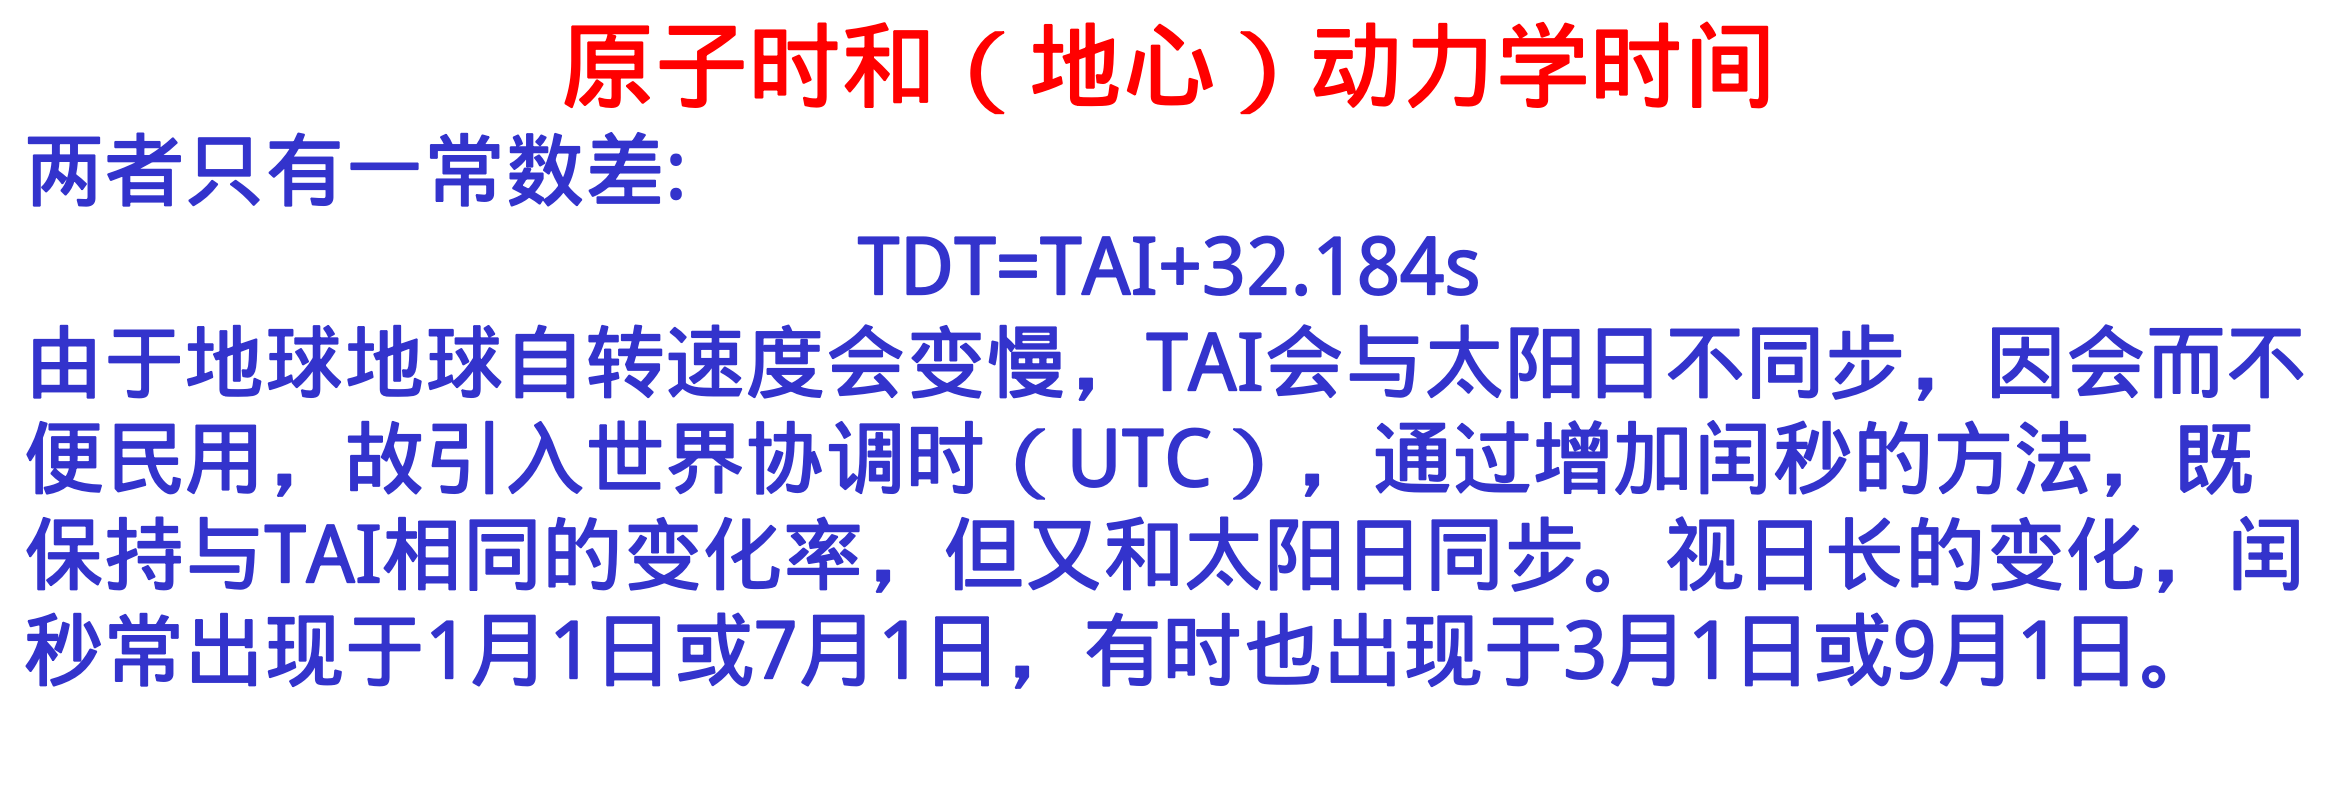 原子时和（地心）动力学时间
两者只有一常数差:
TDT=TAI+32.184s
由于地球地球自转速度会变慢，TAI会与太阳日不同步，因会而不
便民用，故引入世界协调时（UTC），通过增加闰秒的方法，既
保持与TAI相同的变化率，但又和太阳日同步。视日长的变化，闰
秒常出现于1月1日或7月1日，有时也出现于3月1日或9月1日。